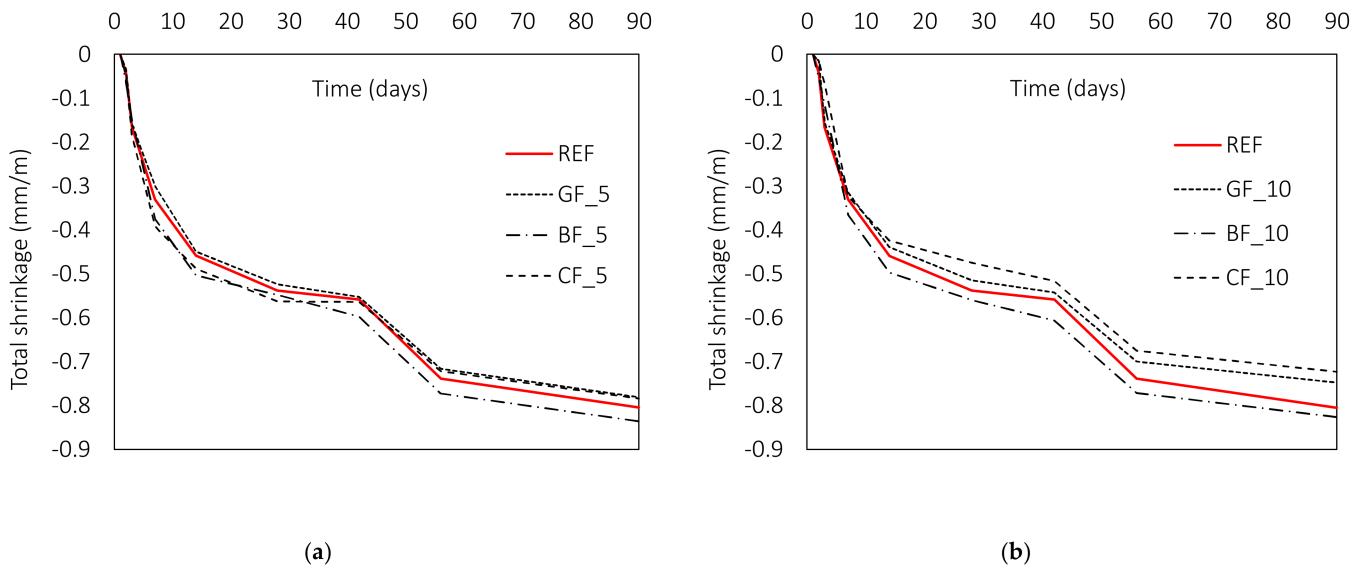 0 10 20 30 40 50 60 70 80 90
0
-0.1
-0.2
-0.3
-0.4
-0.5
-0.6
-0.7
-0.8
-0.9
Total shrinkage (mm/m)
Time (days)
REF
GF_5
BF_5
CF_5
(a)
0 10 20 30 40 50 60 70 80 90
0
-0.1
-0.2
-0.3
-0.4
-0.5
-0.6
-0.7
-0.8
-0.9
Total shrinkage (mm/m)
Time (days)
REF
GF_10
BF_10
CF_10
(b)